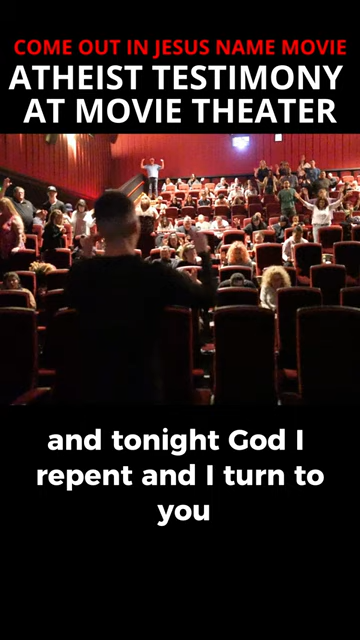 COME OUT IN JESUS NAME MOVIE
ATHEIST TESTIMONY
AT MOVIE THEATER
and tonight God I
repent and I turn to
you